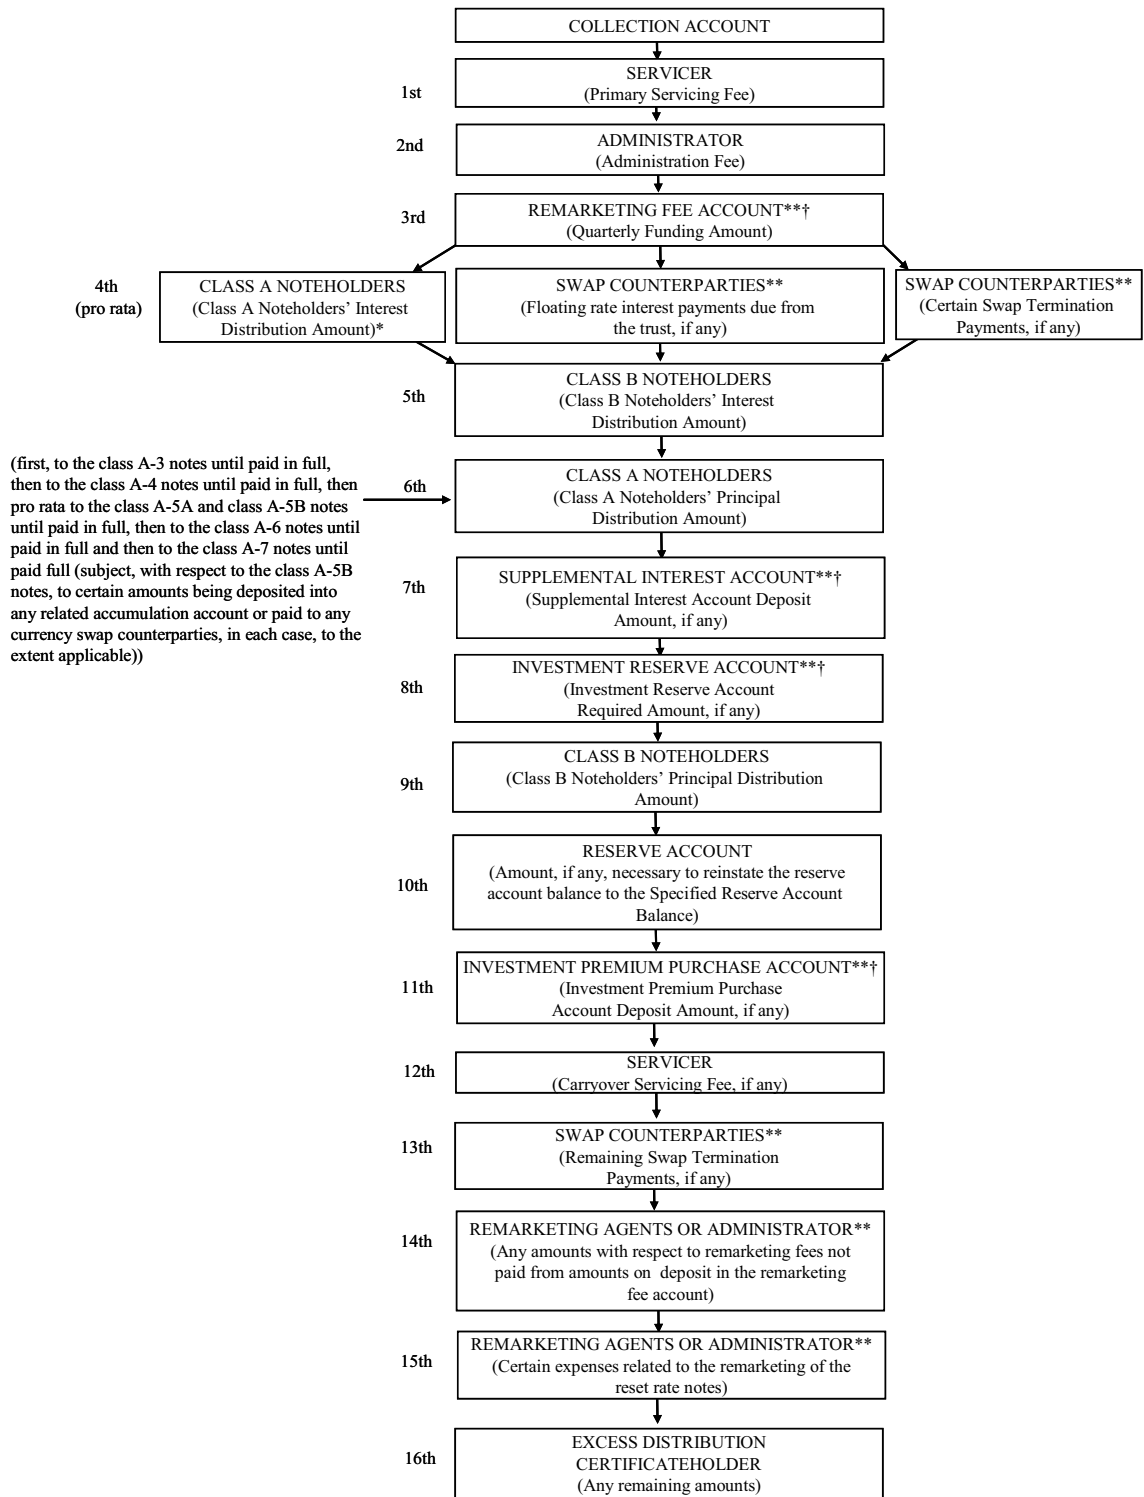 COLLECTION ACCOUNT
1st
SERVICER
(Primary Servicing Fee)
2nd
ADMINISTRATOR
(Administration Fee)
3rd
REMARKETING FEE ACCOUNT**†
(Quarterly Funding Amount)
4th
(pro rata)
CLASS A NOTEHOLDERS
(Class A Noteholders’ Interest
Distribution Amount)*
SWAP COUNTERPARTIES**
(Floating rate interest payments due from
the trust, if any)
SWAP COUNTERPARTIES**
(Certain Swap Termination
Payments, if any)
5th
CLASS B NOTEHOLDERS
(Class B Noteholders’ Interest
Distribution Amount)
(first, to the class A-3 notes until paid in full,
then to the class A-4 notes until paid in full, then
pro rata to the class A-5A and class A-5B notes
until paid in full, then to the class A-6 notes until
paid in full and then to the class A-7 notes until
paid full (subject, with respect to the class A-5B
notes, to certain amounts being deposited into
any related accumulation account or paid to any
currency swap counterparties, in each case, to the
extent applicable))
6th
CLASS A NOTEHOLDERS
(Class A Noteholders’ Principal
Distribution Amount)
7th
SUPPLEMENTAL INTEREST ACCOUNT**†
(Supplemental Interest Account Deposit
Amount, if any)
8th
INVESTMENT RESERVE ACCOUNT**†
(Investment Reserve Account
Required Amount, if any)
9th
CLASS B NOTEHOLDERS
(Class B Noteholders’ Principal Distribution
Amount)
10th
RESERVE ACCOUNT
(Amount, if any, necessary to reinstate the reserve
account balance to the Specified Reserve Account
Balance)
11th
INVESTMENT PREMIUM PURCHASE ACCOUNT**†
(Investment Premium Purchase
Account Deposit Amount, if any)
12th
SERVICER
(Carryover Servicing Fee, if any)
13th
SWAP COUNTERPARTIES**
(Remaining Swap Termination
Payments, if any)
14th
REMARKETING AGENTS OR ADMINISTRATOR**
(Any amounts with respect to remarketing fees not
paid from amounts on deposit in the remarketing
fee account)
15th
REMARKETING AGENTS OR ADMINISTRATOR**
(Certain expenses related to the remarketing of the
reset rate notes)
16th
EXCESS DISTRIBUTION
CERTIFICATEHOLDER
(Any remaining amounts)